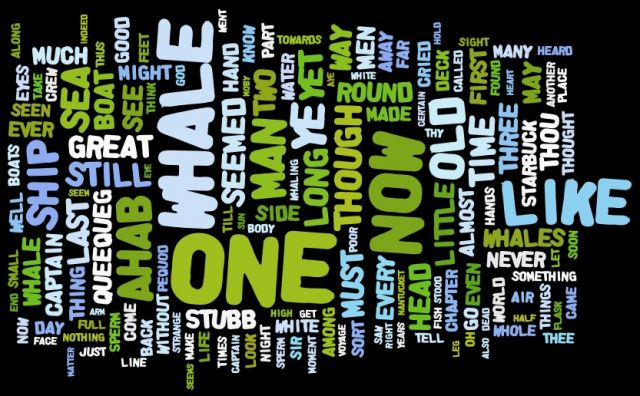 ALONG
EYES
TAKE
CREW
MUCH
INDEED
THUS
GOOD
FEET
MIGHT
THINK
GOD
SEEN
EVER
SEA
BOAT
SEE
GREAT
STILL
EYE
BOATS
WELL
SHIP
SEEM
WHALE
WENT
HAND
KNOW
MOBY
SEEMED
PART
WATER
TWO
MAN
TOWARDS
YET
YE
LONG
WHALING
AYE
WAY
WHITE
MEN
AWAY
FAR
ROUND
MADE
THOUGH
CERTAIN
CRIED
DECK
HOLD
CALLED
THY
OLD
SIGHT
FIRST
FOUND
HEART
TIME
MANY
HEARD
THREE
MAY
ANOTHER
PLACE
STARBUCK
THOU
THOUGHT
HANDS
LIKE
NOW
LITTLE
ALMOST
WHALES
NEVER
LET
SOON
SOMETHING
END
SMALL
WHALE
CAPTAIN
THING
LAST
QUEEQUEG
AHAB
TILL
SUN
SIDE
BODY
ONE
POOR
MUST
EVERY
HEAD
NANTUCKET
NOW
DAY
FACE
FULL
NOTHING
ARM
SPERM
COME
WITHOUT
BACK
PEQUOD
STRANGE
STUBB
MATTER
JUST
LINE
SEEMS
MAKE
LIFE
TIMES
CAPTAIN
LOOK
NIGHT
HIGH
GET
WHITE
SPERM
SIR
MOMENT
AMONG
VOYAGE
SORT
SAW
RIGHT
YEARS
FISH
STOOD
TELL
CHAPTER
LEG
OH
GO
EVEN
ALSO
DEAD
WORLD
AIR
HALF
WHOLE
THINGS
FLASK
CAME